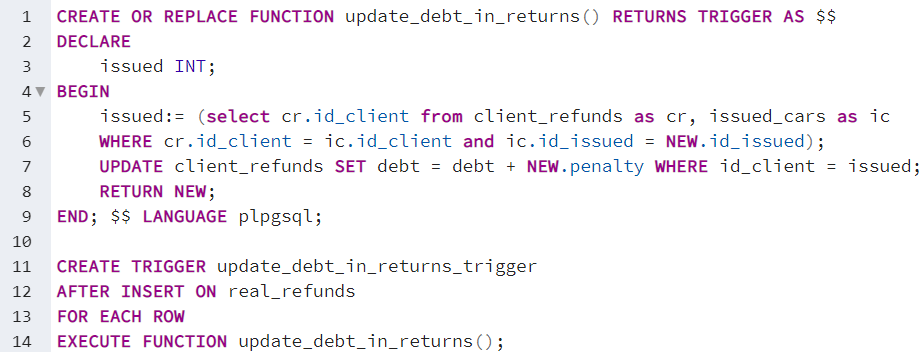 1 CREATE OR REPLACE FUNCTION update_debt_in_returns() RETURNS TRIGGER AS $$
2 DECLARE
3     issued INT;
4 BEGIN
5     issued:= (select cr.id_client from client_refunds as cr, issued_cars as ic
6     WHERE cr.id_client = ic.id_client and ic.id_issued = NEW.id_issued);
7     UPDATE client_refunds SET debt = debt + NEW.penalty WHERE id_client = issued;
8     RETURN NEW;
9 END; $$ LANGUAGE plpgsql;
10
11 CREATE TRIGGER update_debt_in_returns_trigger
12 AFTER INSERT ON real_refunds
13 FOR EACH ROW
14 EXECUTE FUNCTION update_debt_in_returns();